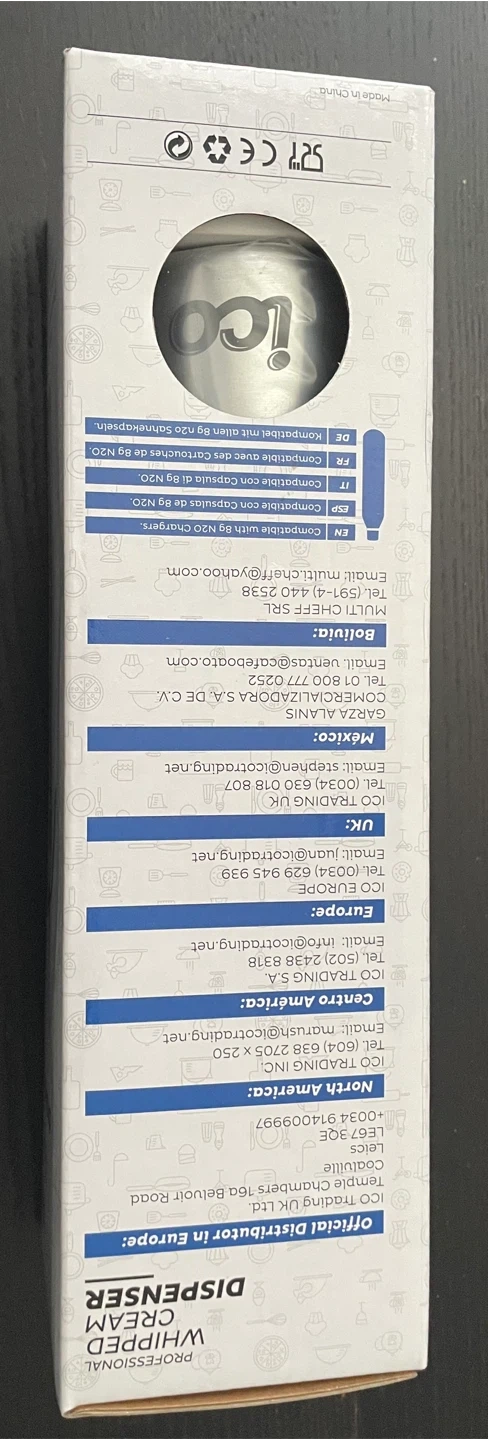 PROFESSIONAL
WHIPPED
CREAM
DISPENSER
Official Distributor in Europe:
ICO Trading UK Ltd.
Temple Chambers 16a Belvoir Road
Coalville
Leics
LE67 3QE
+0034 914009997
North America:
ICO TRADING INC.
Tel. (604) 638 2705 x 250
Email: marush@icotrading.net
Centro América:
ICO TRADING S.A.
Tel. (502) 2438 8318
Email: info@icotrading.net
Europe:
ICO EUROPE
Tel. (0034) 629 945 939
Email: juan@icotrading.net
UK:
ICO TRADING UK
Tel. (0034) 630 018 807
Email: stephen@icotrading.net
México:
GARZA ALANIS
COMERCIALIZADORA S.A. DE C.V.
Tel. 01 800 777 0252
Email. ventas@cafeboato.com
Bolivia:
MULTI CHEFF SRL
Tel. (591-4) 440 2538
Email: multi.cheff@yahoo.com
EN Compatible with 8g N2O Chargers.
ESP Compatible con Capsulas de 8g N2O.
IT Compatible con Capsula di 8g N2O.
FR Compatible avec des Cartouches de 8g N2O.
DE Kompatibel mit allen 8g n2o Sahnekapseln.
ico
CE
Made in China